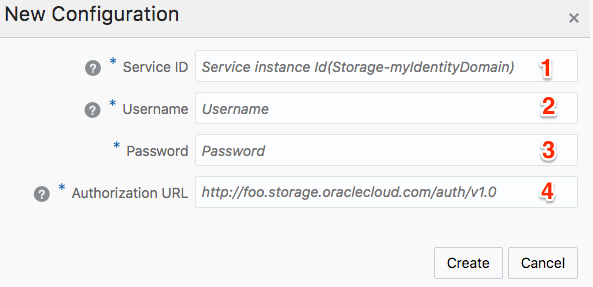 New Configuration ×
? * Service ID Service instance Id(Storage-myIdentityDomain) 1
? * Username Username 2
* Password Password 3
? * Authorization URL http://foo.storage.oraclecloud.com/auth/v1.0 4
Create Cancel